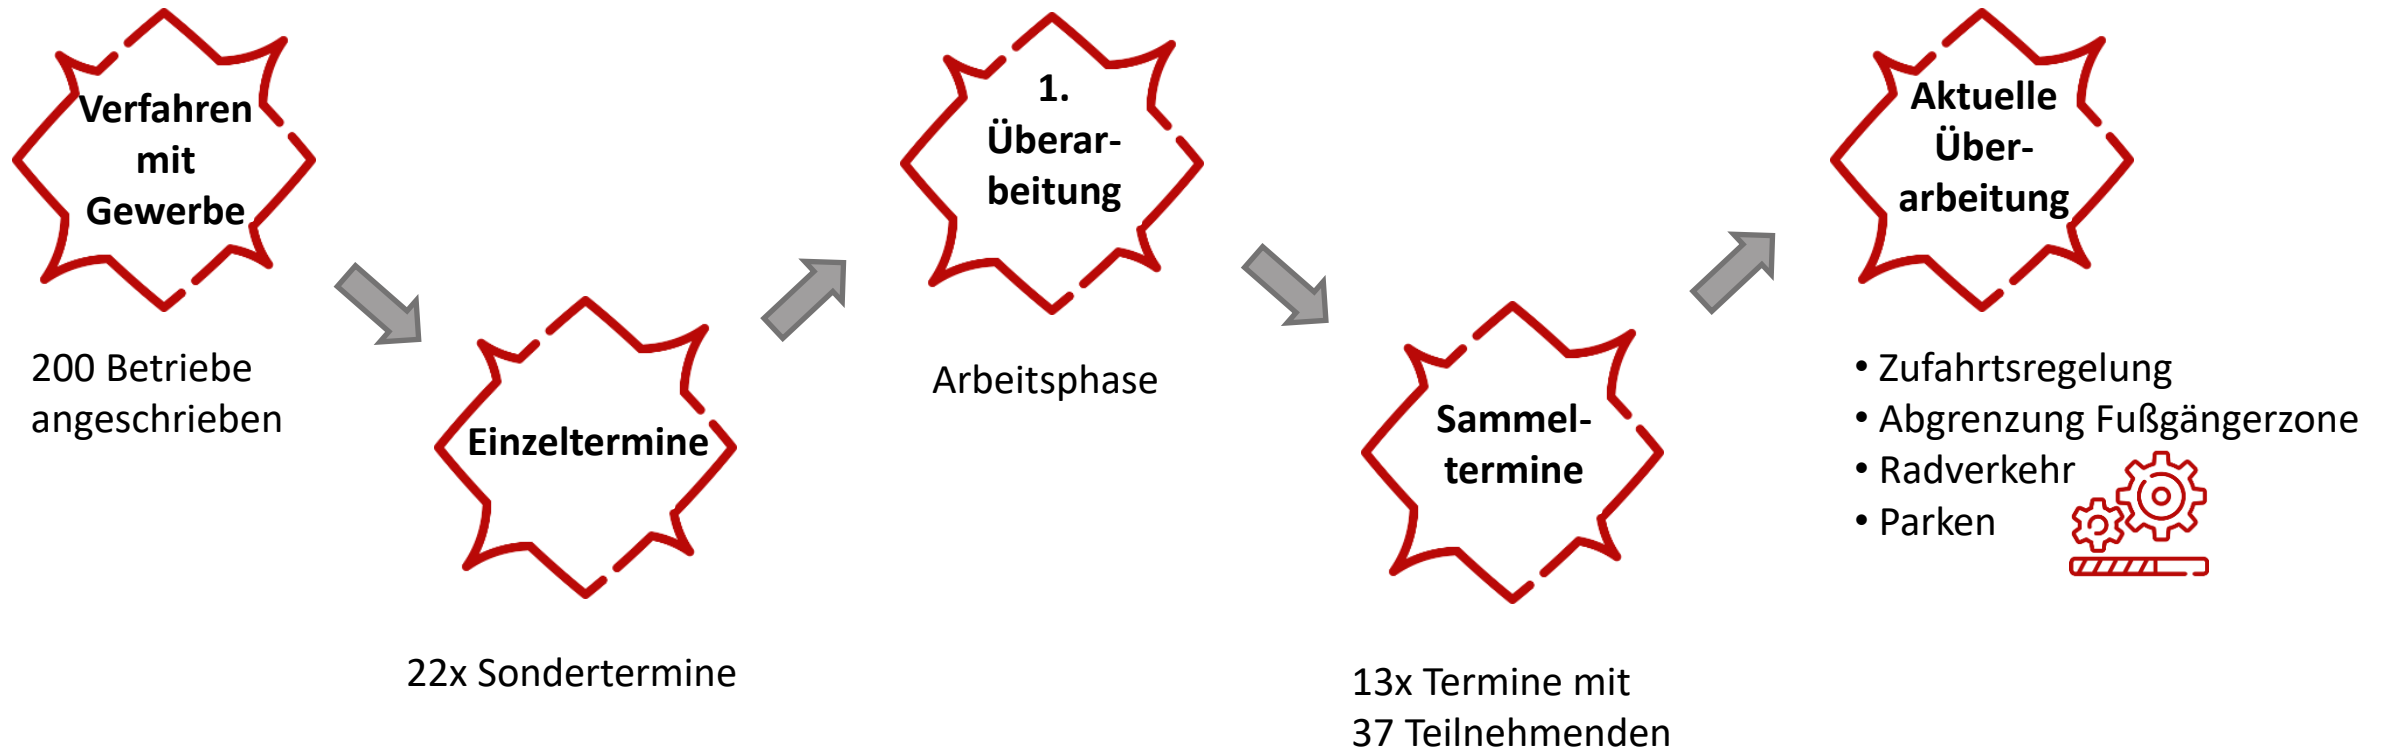 Verfahren
mit
Gewerbe
200 Betriebe
angeschrieben
Einzeltermine
22x Sondertermine
1.
Überar-
beitung
Arbeitsphase
Sammel-
termine
13x Termine mit
37 Teilnehmenden
Aktuelle
Über-
arbeitung
• Zufahrtsregelung
• Abgrenzung Fußgängerzone
• Radverkehr
• Parken